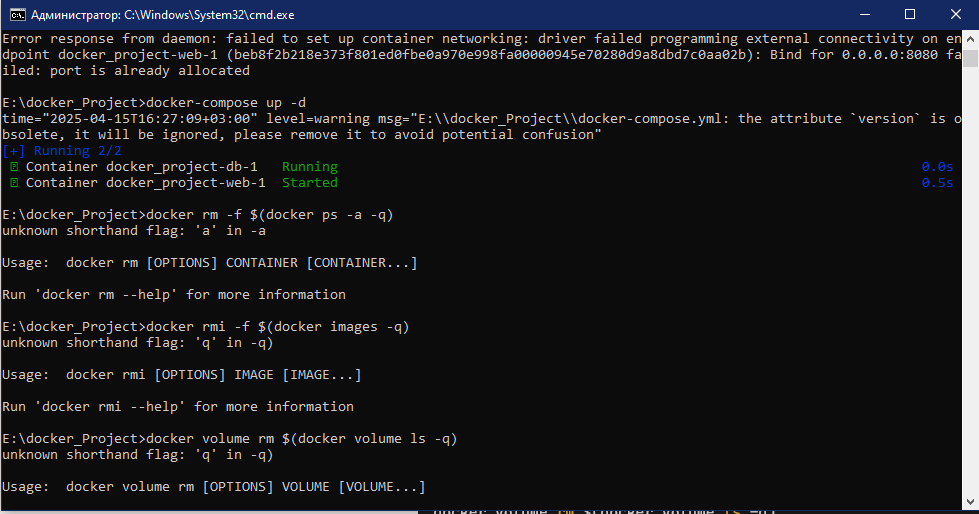 Администратор: C:\Windows\System32\cmd.exe
Error response from daemon: failed to set up container networking: driver failed programming external connectivity on en
dpoint docker_project-web-1 (beb8f2b218e373f801ed0fbe0a970e998fa00000945e70280d9a8dbd7c0aa02b): Bind for 0.0.0.0:8080 fa
iled: port is already allocated
E:\docker_Project>docker-compose up -d
time="2025-04-15T16:27:09+03:00" level=warning msg="E:\\docker_Project\\docker-compose.yml: the attribute `version` is o
bsolete, it will be ignored, please remove it to avoid potential confusion"
[+] Running 2/2
Container docker_project-db-1 Running 0.0s
Container docker_project-web-1 Started 0.5s
E:\docker_Project>docker rm -f $(docker ps -a -q)
unknown shorthand flag: 'a' in -a
Usage: docker rm [OPTIONS] CONTAINER [CONTAINER...]
Run 'docker rm --help' for more information
E:\docker_Project>docker rmi -f $(docker images -q)
unknown shorthand flag: 'q' in -q)
Usage: docker rmi [OPTIONS] IMAGE [IMAGE...]
Run 'docker rmi --help' for more information
E:\docker_Project>docker volume rm $(docker volume ls -q)
unknown shorthand flag: 'q' in -q)
Usage: docker volume rm [OPTIONS] VOLUME [VOLUME...]